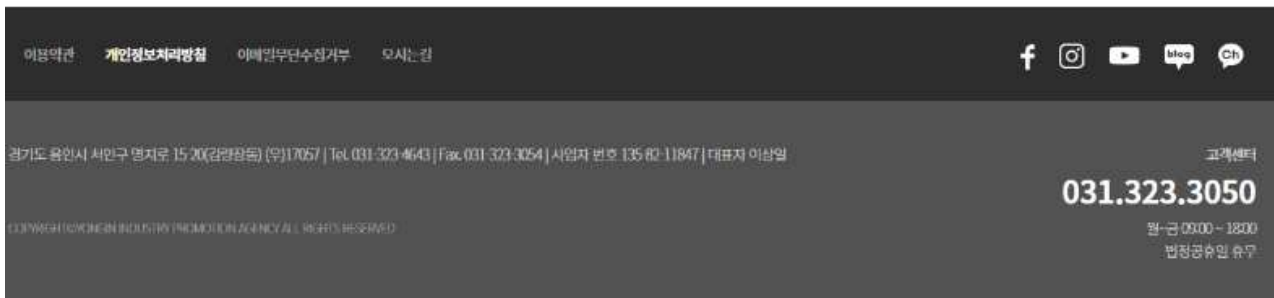 이용약관 개인정보처리방침 이메일무단수집거부 오시는길
blog Ch
경기도 용인시 처인구 명지로 15-20(김량장동) (우)17057 | Tel. 031-323-4643 | Fax. 031-323-3054 | 사업자 번호 135-82-11847 | 대표자 이상일
고객센터
031.323.3050
COPYRIGHT©YONGIN INDUSTRY PROMOTION AGENCY ALL RIGHTS RESERVED
월~금 09:00 ~ 18:00
법정공휴일 휴무